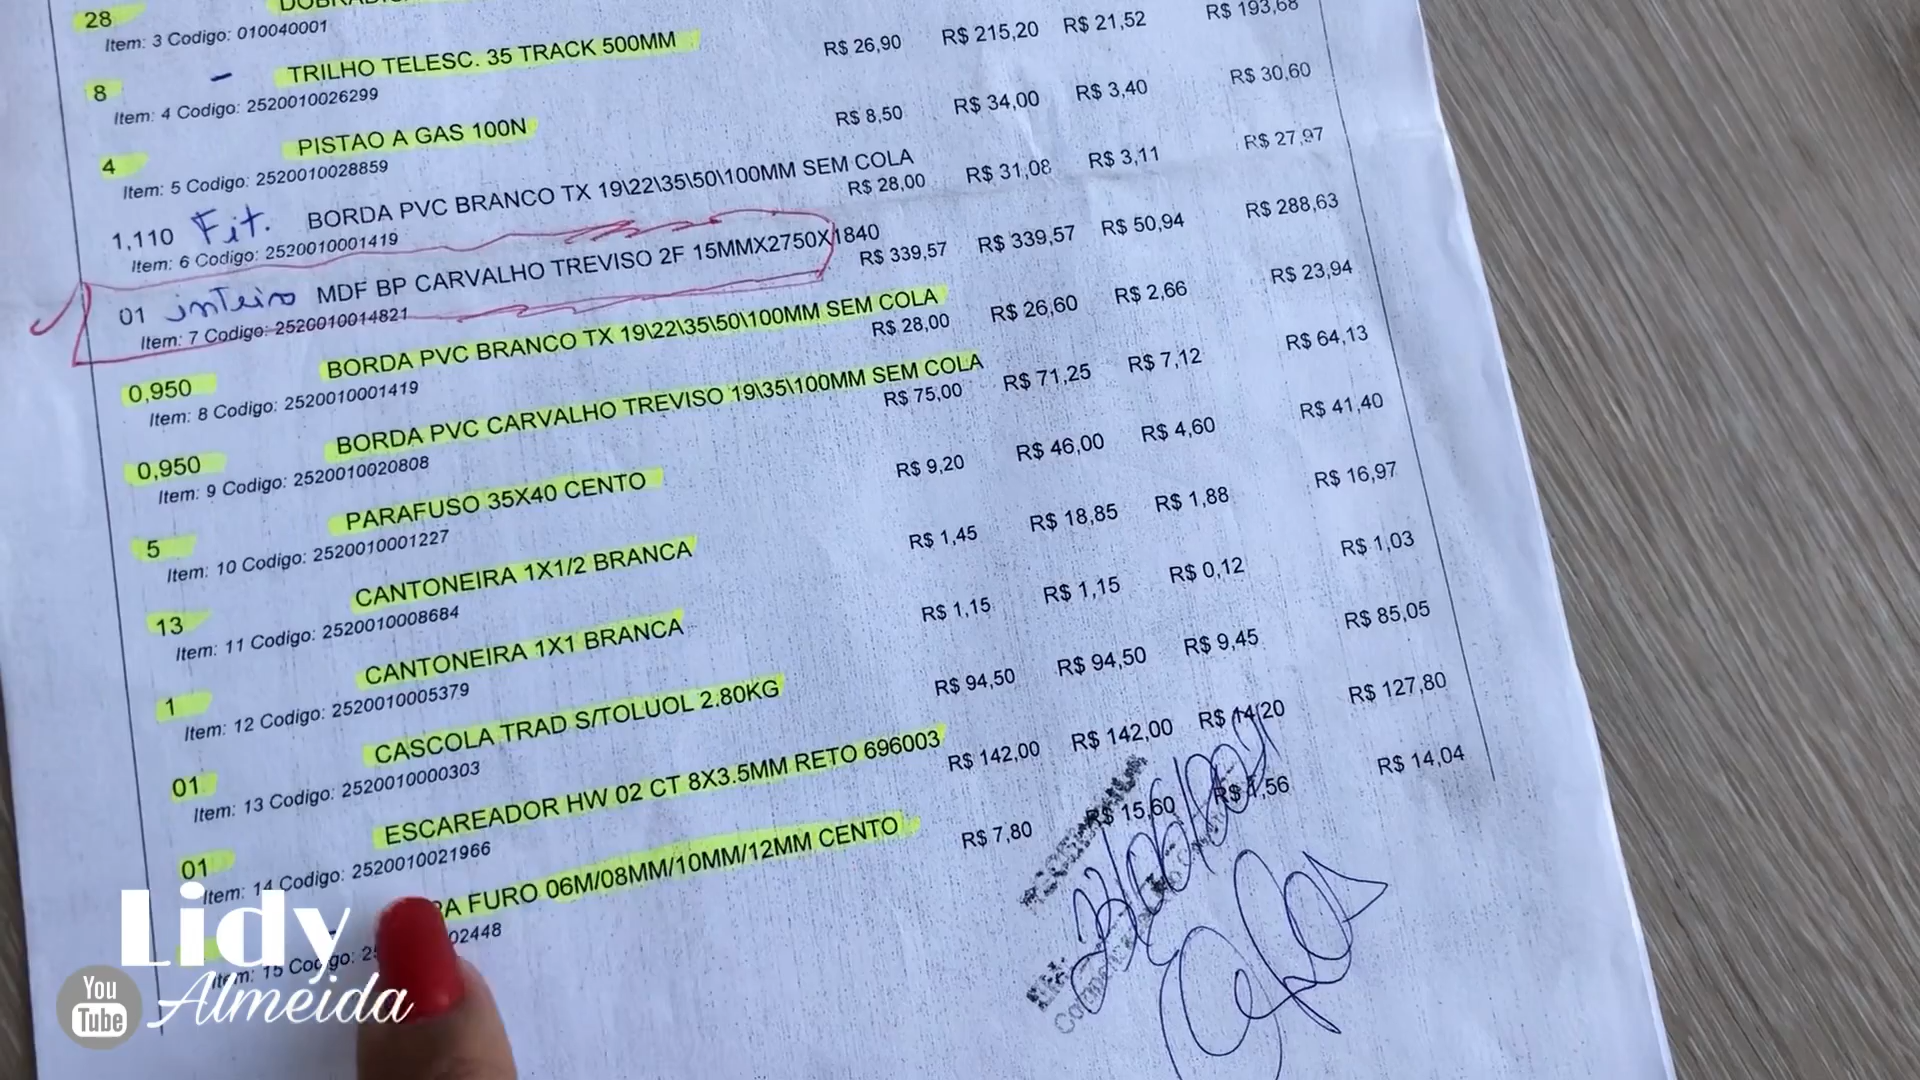 28
Item: 3 Codigo: 010040001
8 TRILHO TELESC. 35 TRACK 500MM R$ 26,90 R$ 215,20 R$ 21,52 R$ 193,68
Item: 4 Codigo: 2520010026299
4 PISTAO A GAS 100N R$ 8,50 R$ 34,00 R$ 3,40 R$ 30,60
Item: 5 Codigo: 2520010028859
1,110 Fit. BORDA PVC BRANCO TX 19\22\35\50\100MM SEM COLA R$ 28,00 R$ 31,08 R$ 3,11 R$ 27,97
Item: 6 Codigo: 2520010001419
01 inteiro MDF BP CARVALHO TREVISO 2F 15MMX2750X1840 R$ 339,57 R$ 339,57 R$ 50,94 R$ 288,63
Item: 7 Codigo: 2520010014821
0,950 BORDA PVC BRANCO TX 19\22\35\50\100MM SEM COLA R$ 28,00 R$ 26,60 R$ 2,66 R$ 23,94
Item: 8 Codigo: 2520010001419
0,950 BORDA PVC CARVALHO TREVISO 19\35\100MM SEM COLA R$ 75,00 R$ 71,25 R$ 7,12 R$ 64,13
Item: 9 Codigo: 2520010020808
5 PARAFUSO 35X40 CENTO R$ 9,20 R$ 46,00 R$ 4,60 R$ 41,40
Item: 10 Codigo: 2520010001227
13 CANTONEIRA 1X1/2 BRANCA R$ 1,45 R$ 18,85 R$ 1,88 R$ 16,97
Item: 11 Codigo: 2520010008684
1 CANTONEIRA 1X1 BRANCA R$ 1,15 R$ 1,15 R$ 0,12 R$ 1,03
Item: 12 Codigo: 2520010005379
01 CASCOLA TRAD S/TOLUOL 2.80KG R$ 94,50 R$ 94,50 R$ 9,45 R$ 85,05
Item: 13 Codigo: 2520010000303
01 ESCAREADOR HW 02 CT 8X3.5MM RETO 696003 R$ 142,00 R$ 142,00 R$ 14,20 R$ 127,80
Item: 14 Codigo: 2520010021966
FURO 06M/08MM/10MM/12MM CENTO R$ 7,80 R$ 15,60 R$ 1,56 R$ 14,04
Item: 15
02448
Lidy
Almeida
You
Tube